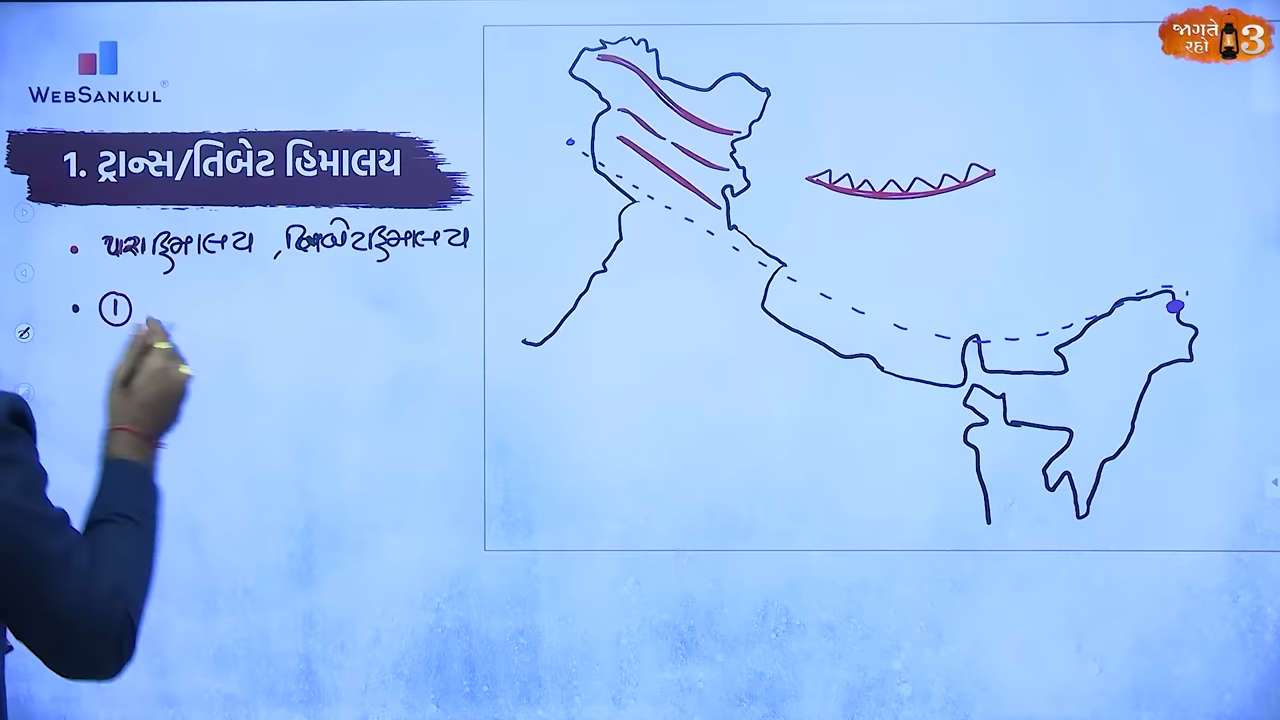 WEBSANKUL
જાગતે
રહો 3
1. ટ્રાન્સ/તિબેટ હિમાલય
• પારાહિમાલય , તિબેટહિમાલય
• ①